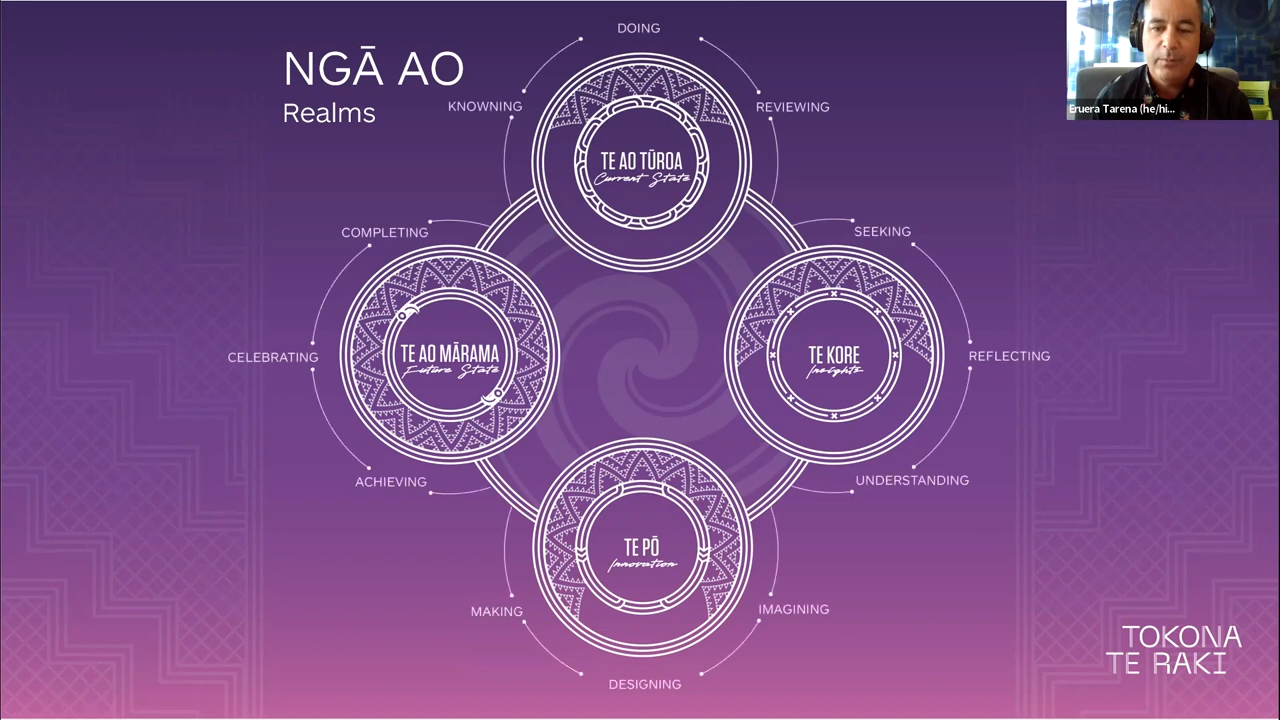 NGĀ AO
Realms
DOING
KNOWNING
REVIEWING
TE AO TŪROA
Current State
COMPLETING
SEEKING
CELEBRATING
TE AO MĀRAMA
Future State
TE KORE
Insights
REFLECTING
ACHIEVING
UNDERSTANDING
TE PŌ
Innovation
MAKING
IMAGINING
DESIGNING
TOKONA
TE RAKI
Eruera Tarena (he/hi...